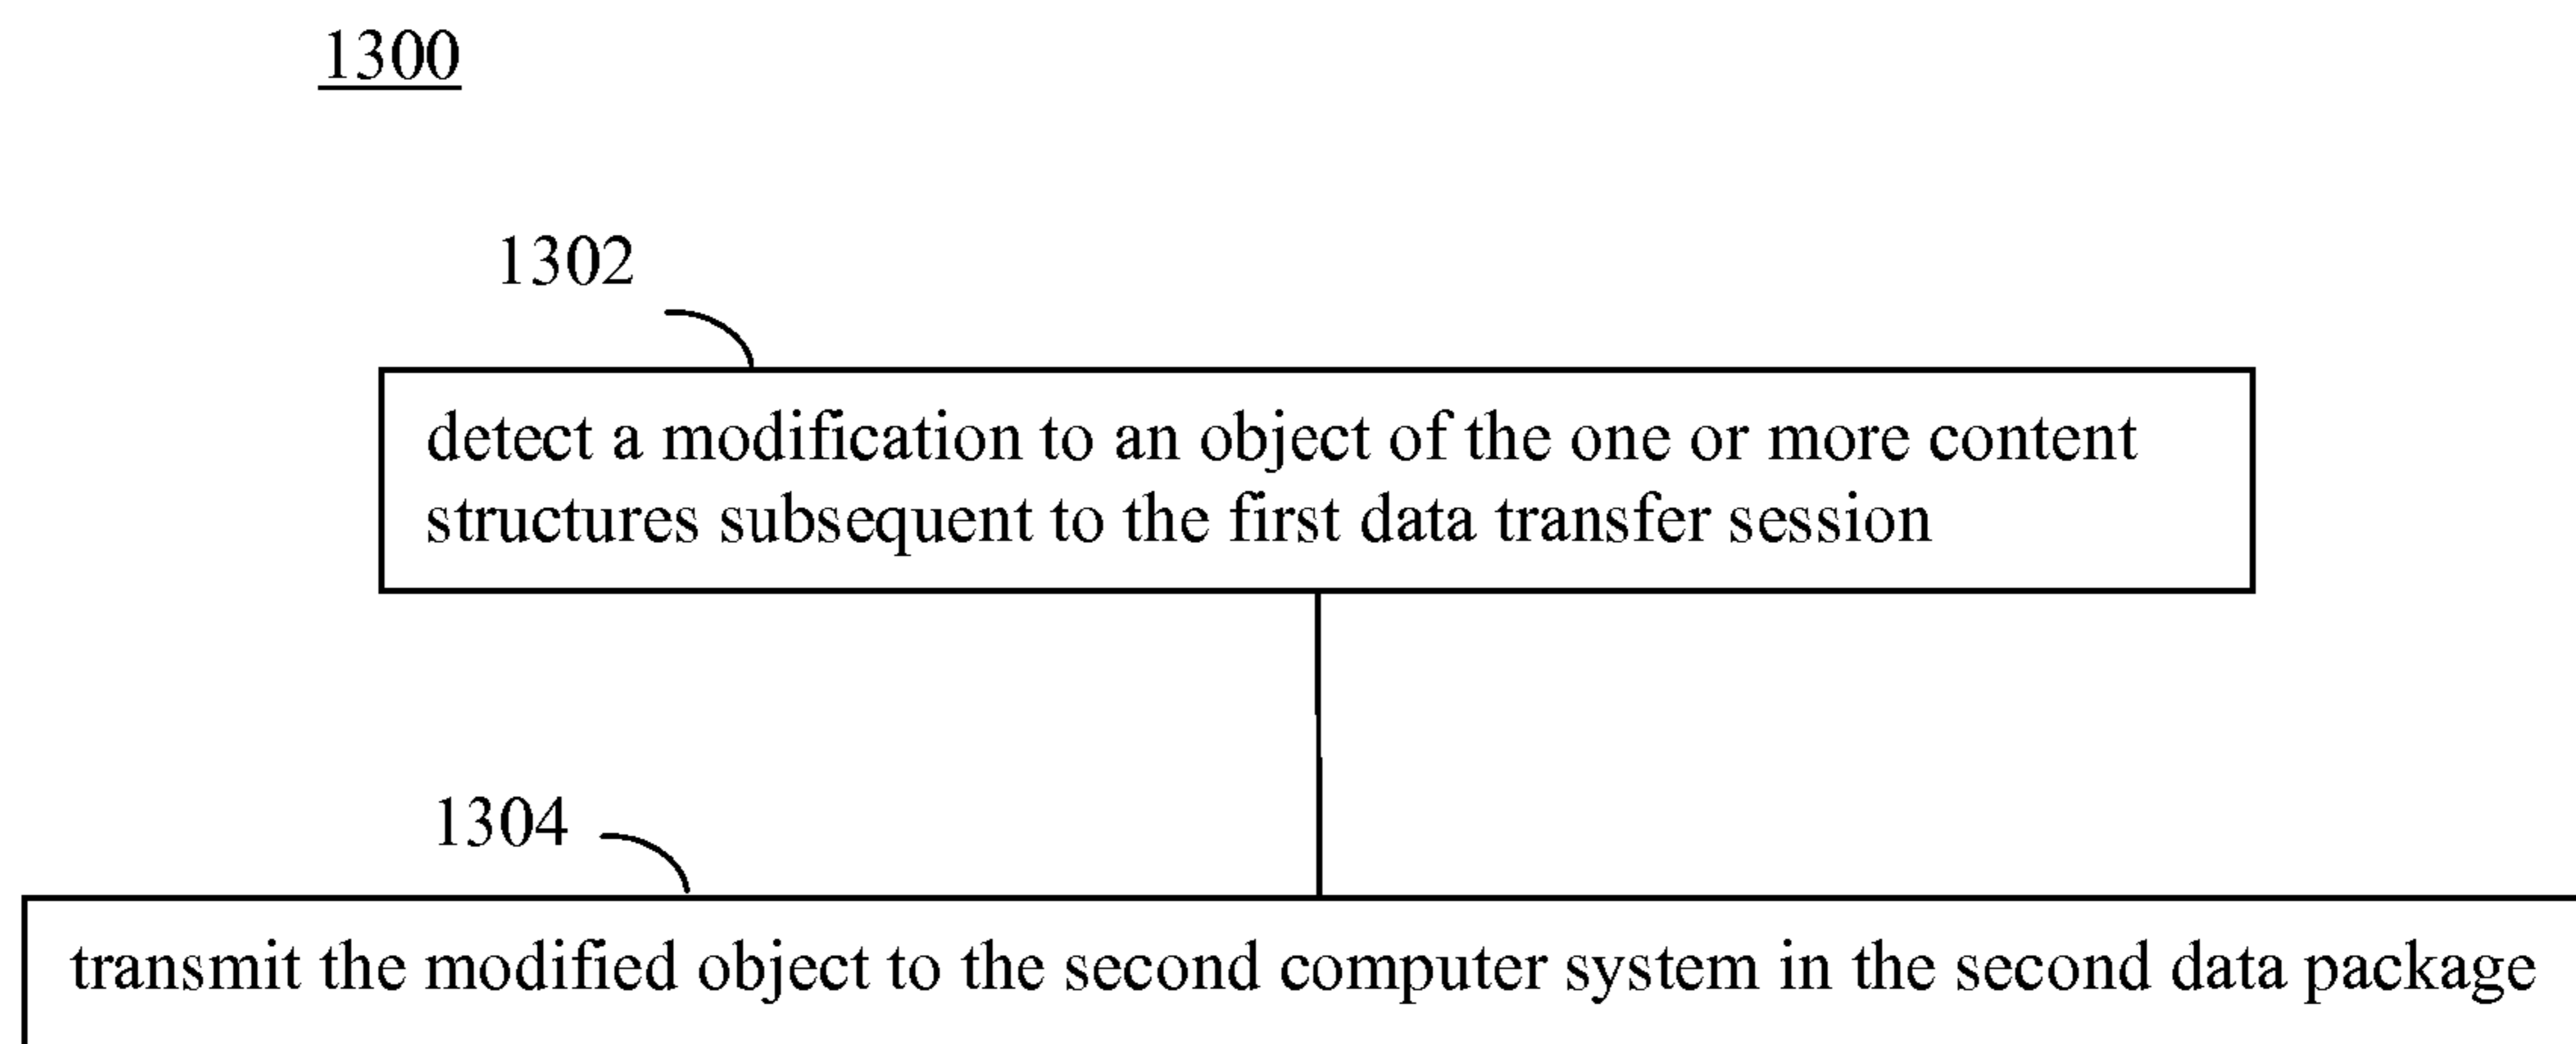 1300
1302
detect a modification to an object of the one or more content
structures subsequent to the first data transfer session
1304
transmit the modified object to the second computer system in the second data package